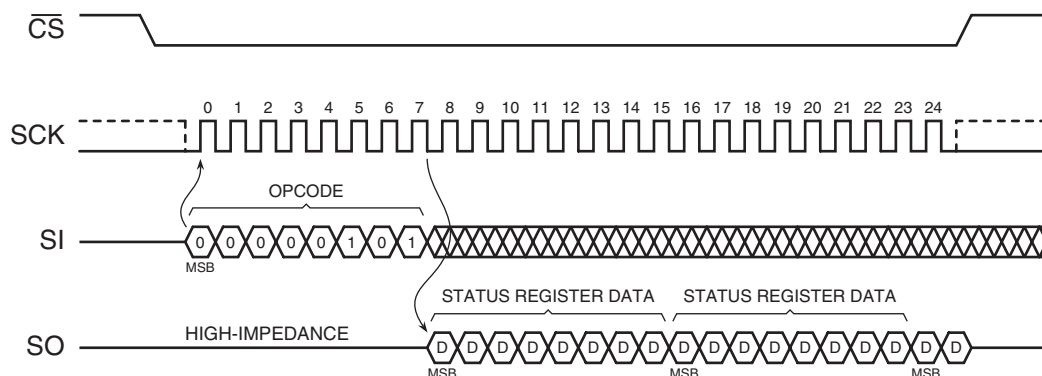 CS
0 1 2 3 4 5 6 7 8 9 10 11 12 13 14 15 16 17 18 19 20 21 22 23 24
SCK
OPCODE
SI
0 0 0 0 0 1 0 1
MSB
STATUS REGISTER DATA STATUS REGISTER DATA
HIGH-IMPEDANCE
SO
D D D D D D D D D D D D D D D D D D
MSB MSB MSB